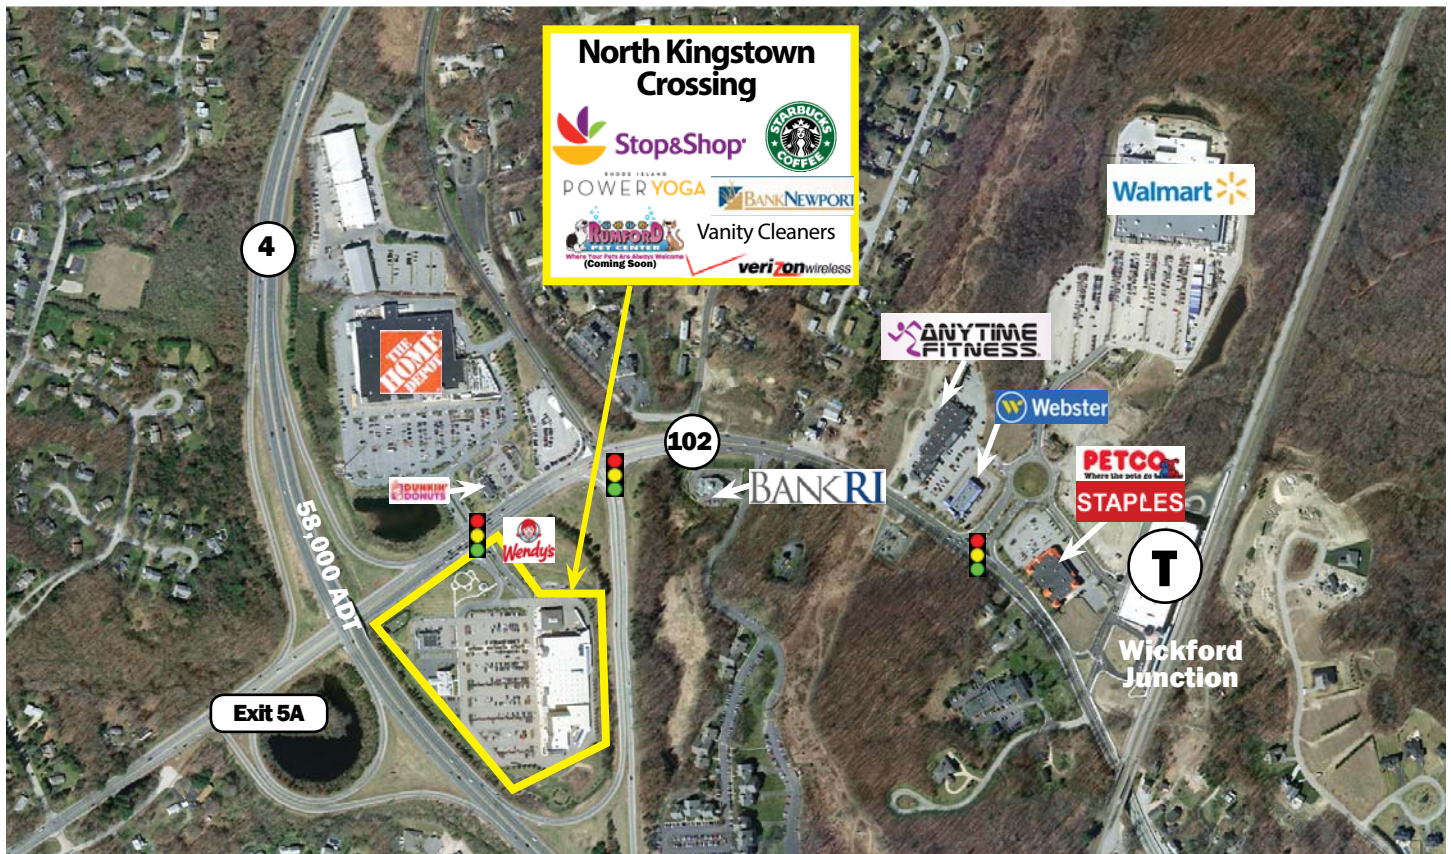 North Kingstown
Crossing
Stop&Shop
STARBUCKS
COFFEE
RHODE ISLAND
POWER YOGA
BANKNEWPORT
RUMFORD
PET CENTER
Where Your Pets Are Always Welcome
(Coming Soon)
Vanity Cleaners
verizon wireless
Walmart
4
THE
HOME
DEPOT
ANYTIME
FITNESS
Webster
102
PETCO
Where the pets go
STAPLES
DUNKIN'
DONUTS
BANKRI
Wendy's
58,000 ADT
T
Wickford
Junction
Exit 5A